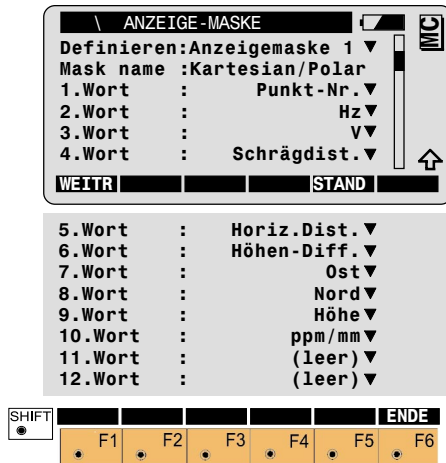 \ ANZEIGE-MASKE MC
Definieren:Anzeigemaske 1 ▼
Mask name :Kartesian/Polar
1.Wort : Punkt-Nr.▼
2.Wort : Hz▼
3.Wort : V▼
4.Wort : Schrägdist.▼
WEITR STAND
5.Wort : Horiz.Dist.▼
6.Wort : Höhen-Diff.▼
7.Wort : Ost▼
8.Wort : Nord▼
9.Wort : Höhe▼
10.Wort : ppm/mm▼
11.Wort : (leer)▼
12.Wort : (leer)▼
SHIFT ENDE
F1 F2 F3 F4 F5 F6